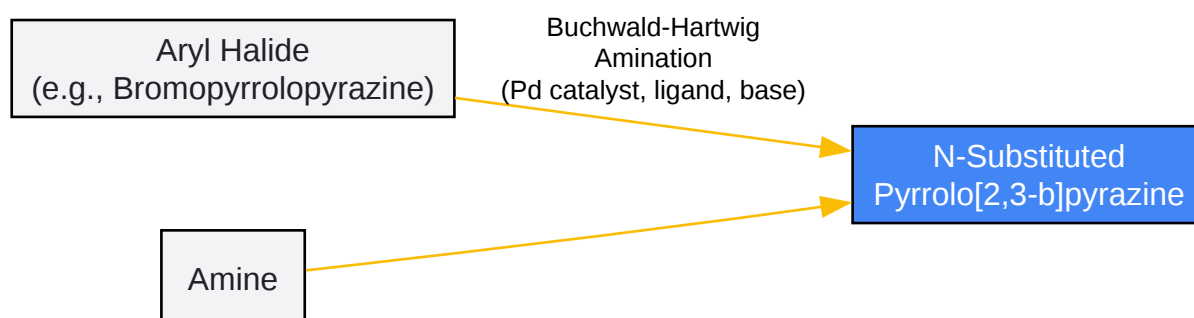 Aryl Halide
(e.g., Bromopyrrolopyrazine)
Buchwald-Hartwig
Amination
(Pd catalyst, ligand, base)
N-Substituted
Pyrrolo[2,3-b]pyrazine
Amine